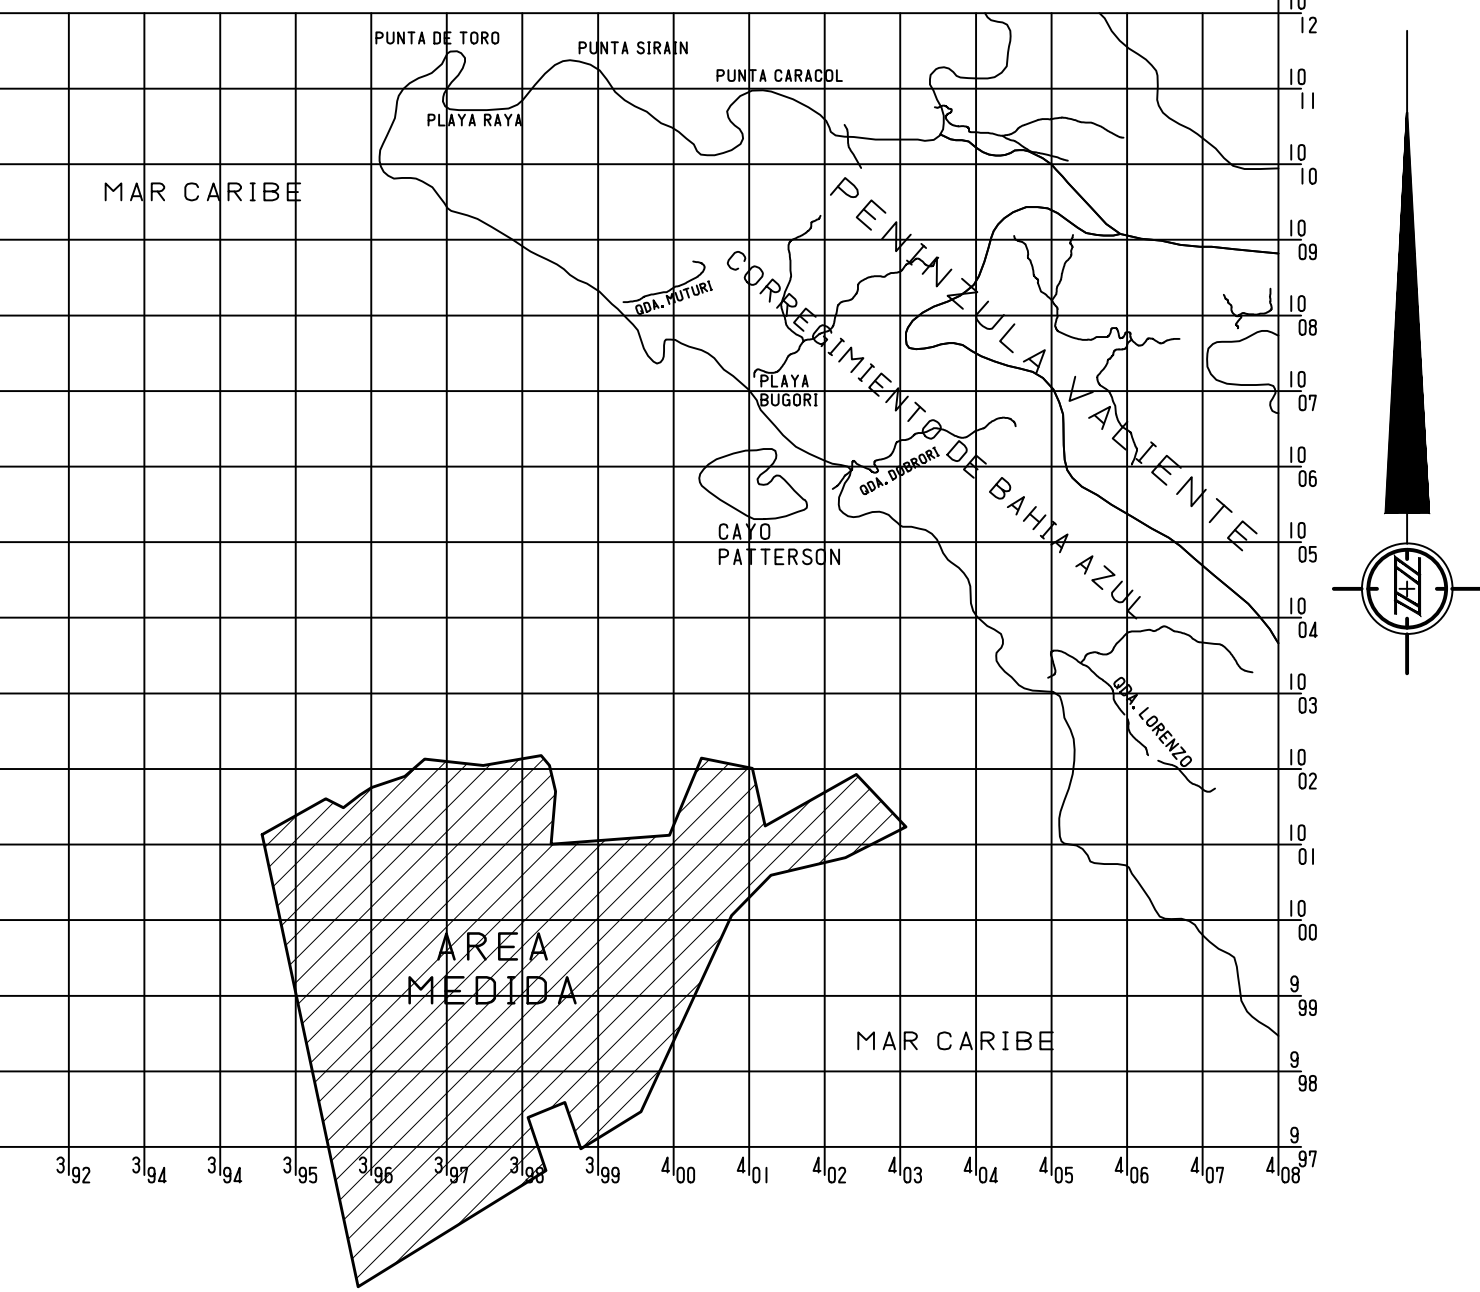 10
12
PUNTA DE TORO
PUNTA SIRAIN
PUNTA CARACOL
10
11
PLAYA RAYA
10
10
MAR CARIBE
PENINZULA VALIENTE
10
09
CORREGIMIENTO DE BAHIA AZUL
QDA. MUTURI
10
08
PLAYA
BUGORI
10
07
QDA. DOBRORI
10
06
CAYO
PATTERSON
10
05
10
04
QDA. LORENZO
10
03
10
02
10
01
10
00
AREA
MEDIDA
9
99
MAR CARIBE
9
98
9
97
3 92 3 94 3 94 3 95 3 96 3 97 3 98 3 99 4 00 4 01 4 02 4 03 4 04 4 05 4 06 4 07 4 08